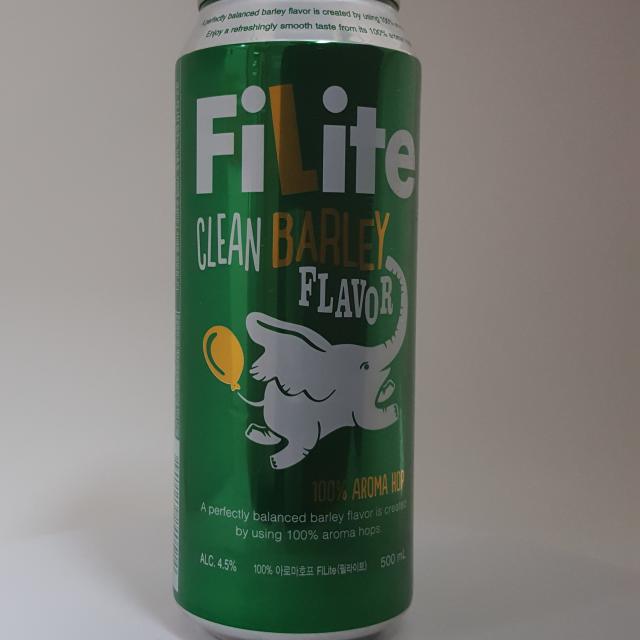 A perfectly balanced barley flavor is created by using 100%
Enjoy a refreshingly smooth taste from its 100% aroma
FiLite
CLEAN BARLEY
FLAVOR
100% AROMA HOP
A perfectly balanced barley flavor is created
by using 100% aroma hops.
ALC. 4.5% 100% 아로마호프 FiLite (필라이트) 500 mL